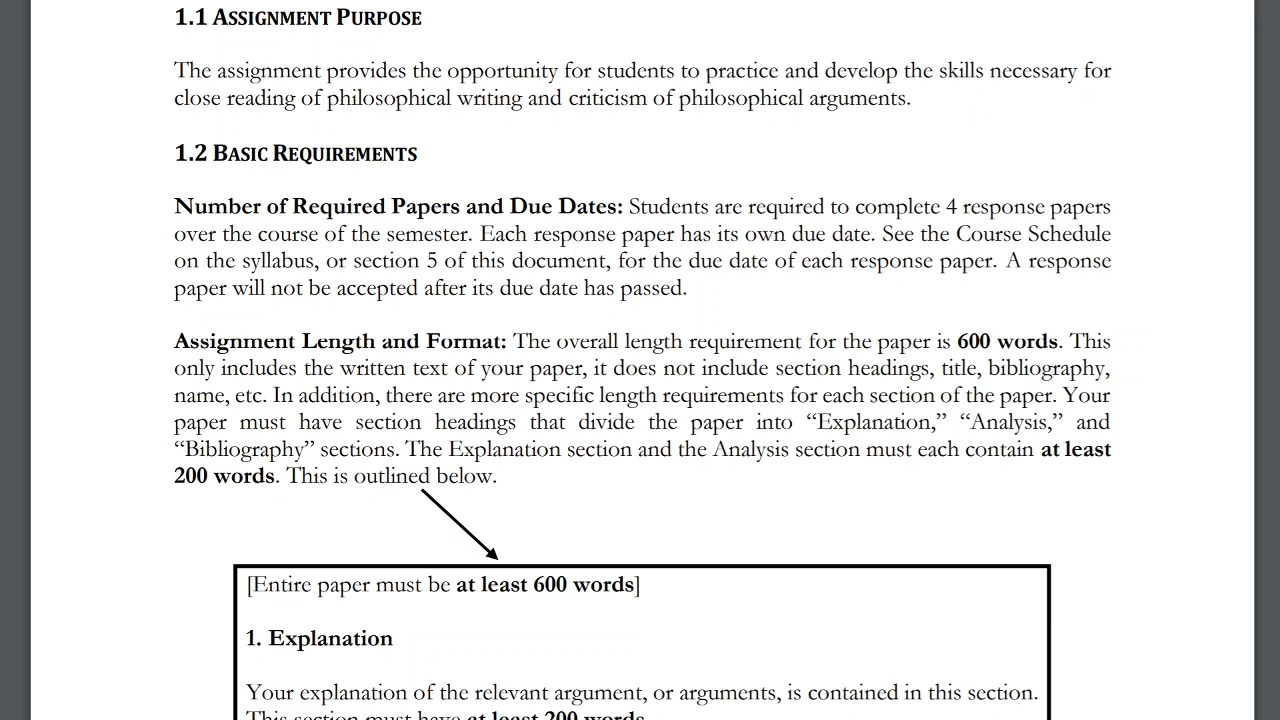 1.1 ASSIGNMENT PURPOSE
The assignment provides the opportunity for students to practice and develop the skills necessary for
close reading of philosophical writing and criticism of philosophical arguments.
1.2 BASIC REQUIREMENTS
Number of Required Papers and Due Dates: Students are required to complete 4 response papers
over the course of the semester. Each response paper has its own due date. See the Course Schedule
on the syllabus, or section 5 of this document, for the due date of each response paper. A response
paper will not be accepted after its due date has passed.
Assignment Length and Format: The overall length requirement for the paper is 600 words. This
only includes the written text of your paper, it does not include section headings, title, bibliography,
name, etc. In addition, there are more specific length requirements for each section of the paper. Your
paper must have section headings that divide the paper into “Explanation,” “Analysis,” and
“Bibliography” sections. The Explanation section and the Analysis section must each contain at least
200 words. This is outlined below.
[Entire paper must be at least 600 words]
1. Explanation
Your explanation of the relevant argument, or arguments, is contained in this section.
This section must have at least 200 words.